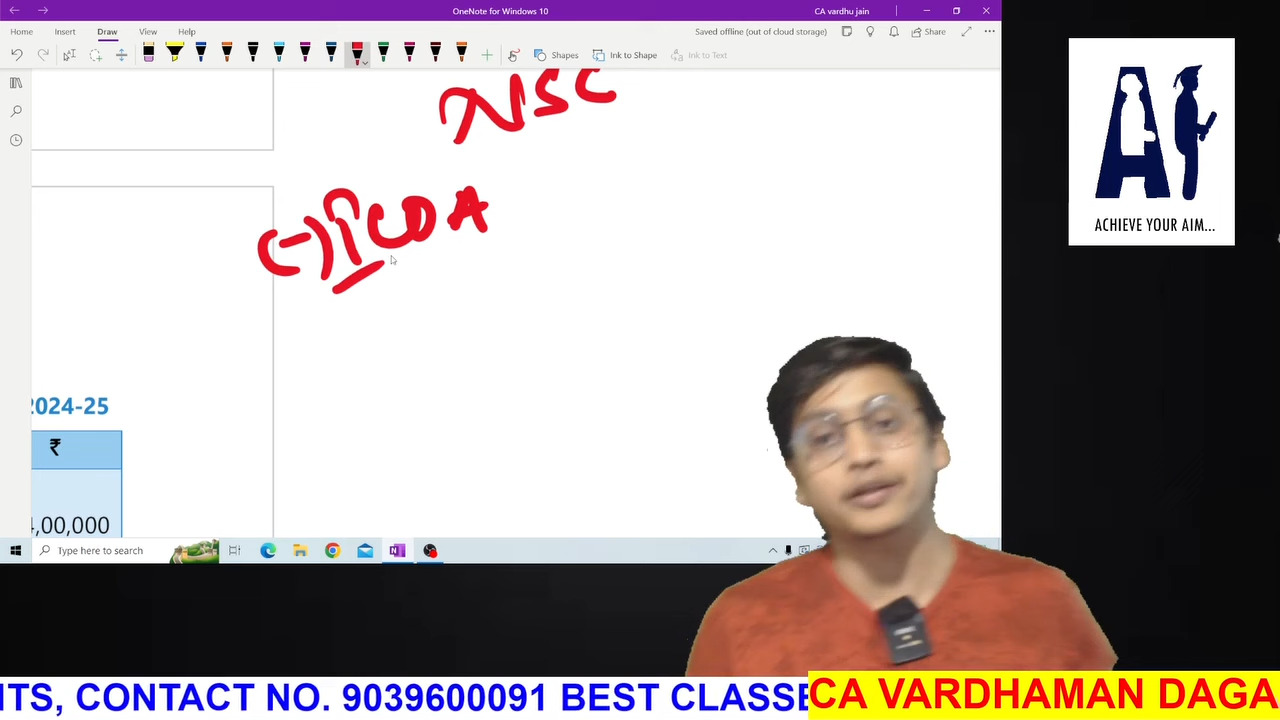 OneNote for Windows 10
CA vardhu jain
Home Insert Draw View Help
Saved offline (out of cloud storage)
Share
Shapes
Ink to Shape
Ink to Text
NSC
(-) PCDA
2024-25
₹
4,00,000
Type here to search
AI
ACHIEVE YOUR AIM...
ITS, CONTACT NO. 9039600091 BEST CLASSE
CA VARDHAMAN DAGA